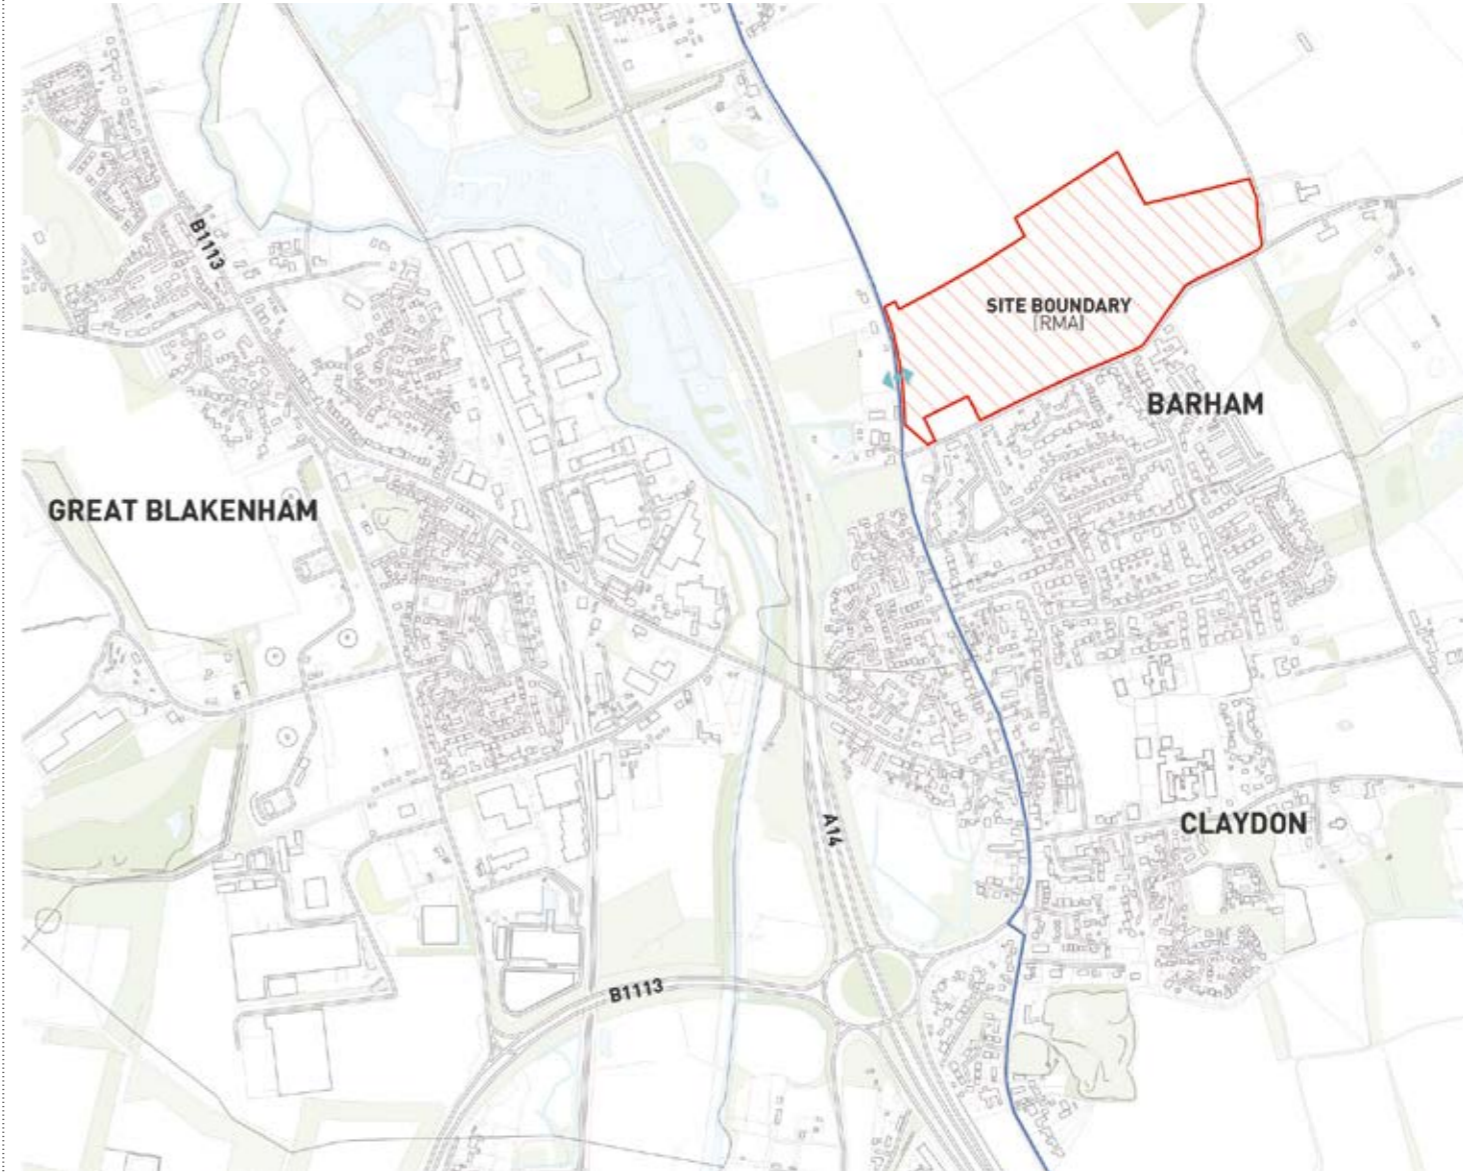 B1113
SITE BOUNDARY
[RMA]
BARHAM
GREAT BLAKENHAM
A14
CLAYDON
B1113